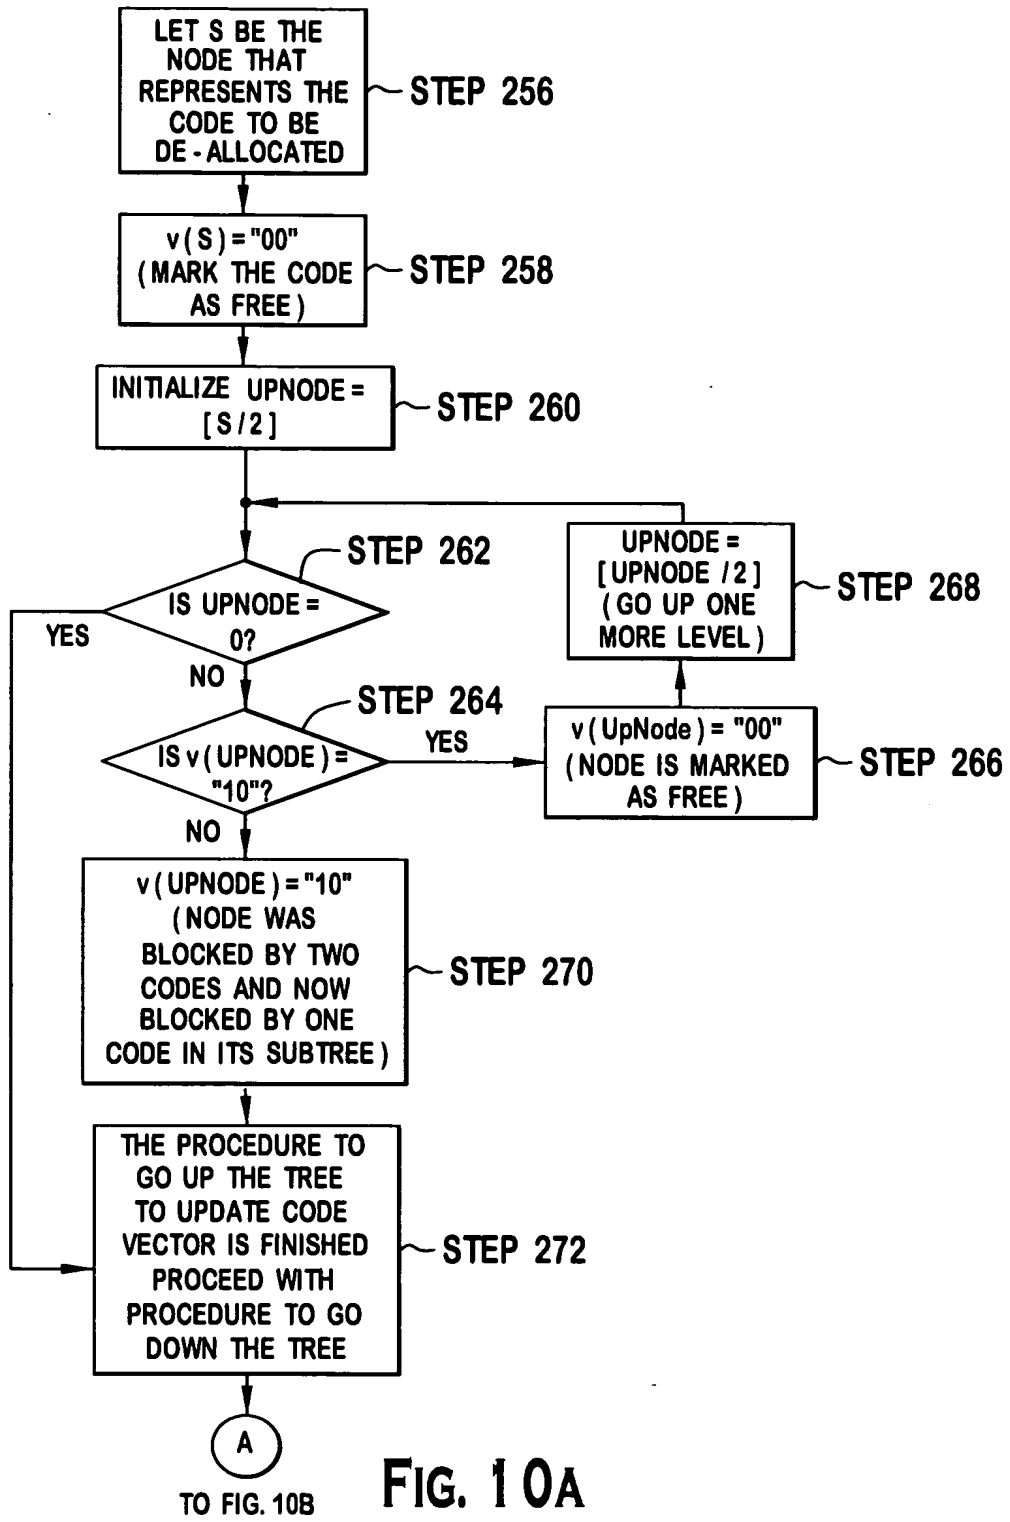 LET S BE THE
NODE THAT
REPRESENTS THE
CODE TO BE
DE-ALLOCATED
STEP 256
v(S)="00"
(MARK THE CODE
AS FREE)
STEP 258
INITIALIZE UPNODE=
[S/2]
STEP 260
STEP 262
IS UPNODE=
0?
YES
NO
UPNODE=
[UPNODE /2]
(GO UP ONE
MORE LEVEL)
STEP 268
STEP 264
IS v(UPNODE)=
"10"?
YES
NO
v(UpNode)= "00"
(NODE IS MARKED
AS FREE)
STEP 266
v(UPNODE)="10"
(NODE WAS
BLOCKED BY TWO
CODES AND NOW
BLOCKED BY ONE
CODE IN ITS SUBTREE)
STEP 270
THE PROCEDURE TO
GO UP THE TREE
TO UPDATE CODE
VECTOR IS FINISHED
PROCEED WITH
PROCEDURE TO GO
DOWN THE TREE
STEP 272
A
TO FIG. 10B
FIG. 10A